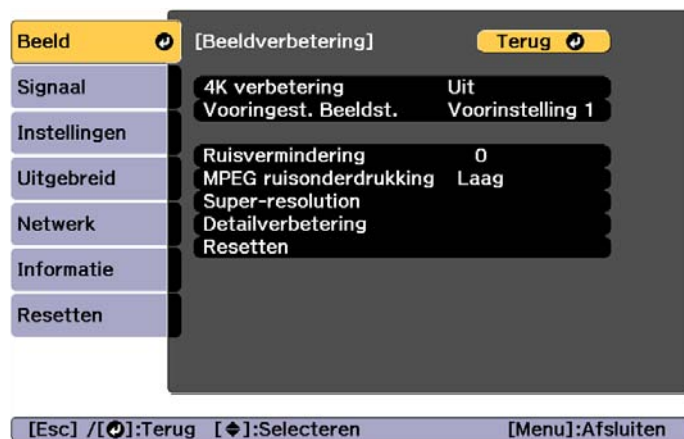 Beeld
[Beeldverbetering] Terug
Signaal
4K verbetering Uit
Vooringest. Beeldst. Voorinstelling 1
Instellingen
Ruisvermindering 0
Uitgebreid
MPEG ruisonderdrukking Laag
Super-resolution
Netwerk
Detailverbetering
Resetten
Informatie
Resetten
[Esc] /[]:Terug []:Selecteren [Menu]:Afsluiten